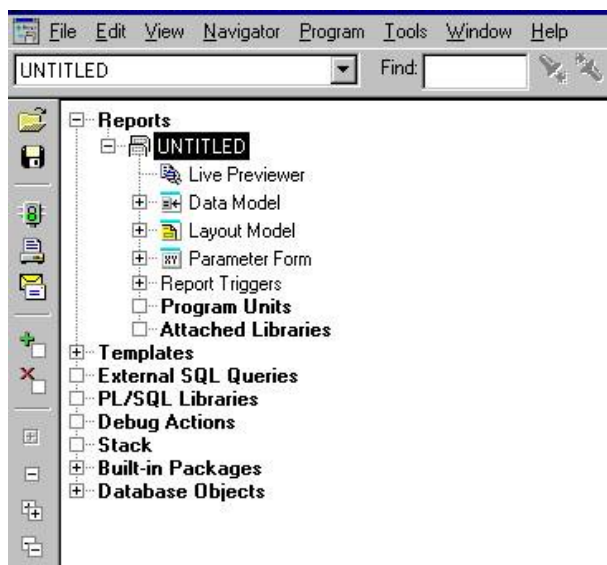 File Edit View Navigator Program Tools Window Help
UNTITLED Find:
Reports
UNTITLED
Live Previewer
Data Model
Layout Model
Parameter Form
Report Triggers
Program Units
Attached Libraries
Templates
External SQL Queries
PL/SQL Libraries
Debug Actions
Stack
Built-in Packages
Database Objects